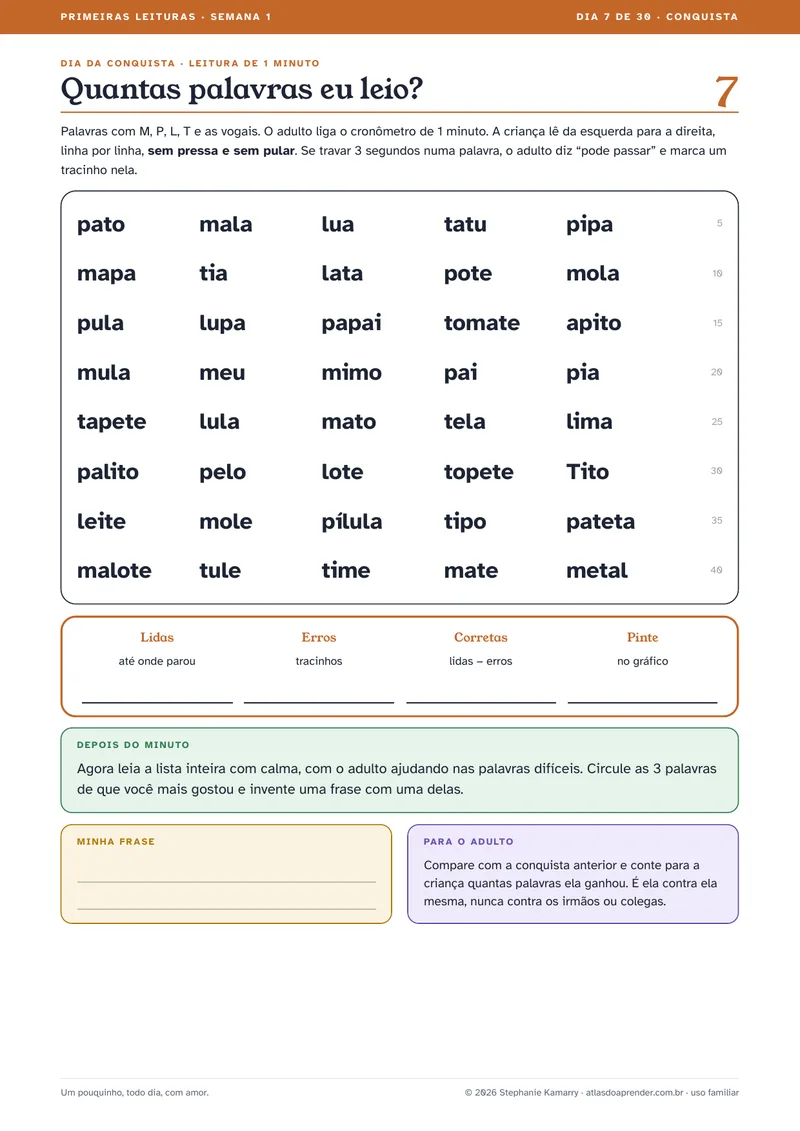 PRIMEIRAS LEITURAS · SEMANA 1
DIA 7 DE 30 · CONQUISTA
DIA DA CONQUISTA · LEITURA DE 1 MINUTO
Quantas palavras eu leio?
7
Palavras com M, P, L, T e as vogais. O adulto liga o cronômetro de 1 minuto. A criança lê da esquerda para a direita,
linha por linha, sem pressa e sem pular. Se travar 3 segundos numa palavra, o adulto diz “pode passar” e marca um
tracinho nela.
pato mala lua tatu pipa 5
mapa tia lata pote mola 10
pula lupa papai tomate apito 15
mula meu mimo pai pia 20
tapete lula mato tela lima 25
palito pelo lote topete Tito 30
leite mole pílula tipo pateta 35
malote tule time mate metal 40
Lidas Erros Corretas Pinte
até onde parou tracinhos lidas – erros no gráfico
DEPOIS DO MINUTO
Agora leia a lista inteira com calma, com o adulto ajudando nas palavras difíceis. Circule as 3 palavras
de que você mais gostou e invente uma frase com uma delas.
MINHA FRASE
PARA O ADULTO
Compare com a conquista anterior e conte para a
criança quantas palavras ela ganhou. É ela contra ela
mesma, nunca contra os irmãos ou colegas.
Um pouquinho, todo dia, com amor.
© 2026 Stephanie Kamarry · atlasdoaprender.com.br · uso familiar